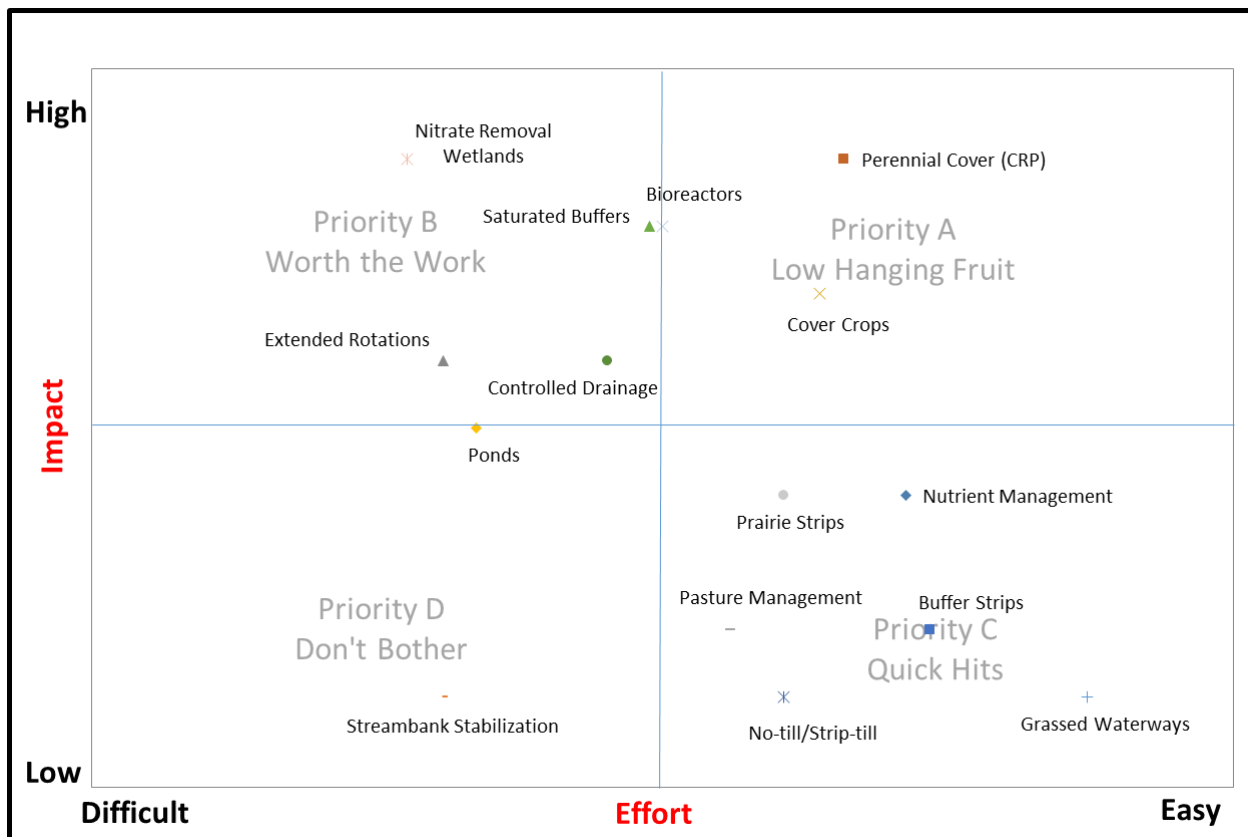 High
Nitrate Removal
Wetlands
Perennial Cover (CRP)
Bioreactors
Saturated Buffers
Priority B
Worth the Work
Priority A
Low Hanging Fruit
Cover Crops
Extended Rotations
Controlled Drainage
Impact
Ponds
Nutrient Management
Prairie Strips
Pasture Management
Buffer Strips
Priority D
Don't Bother
Priority C
Quick Hits
Streambank Stabilization
No-till/Strip-till
Grassed Waterways
Low
Difficult
Effort
Easy